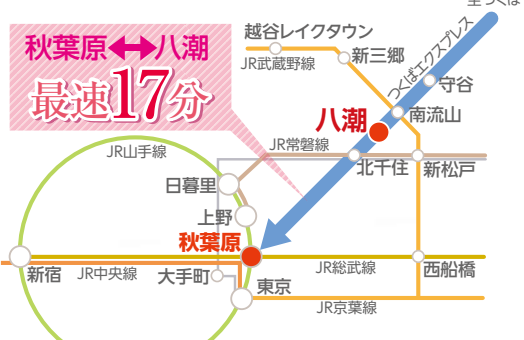 至つくば
秋葉原↔八潮
最速17分
越谷レイクタウン
JR武蔵野線
新三郷
つくばエクスプレス
守谷
八潮
南流山
JR常磐線
JR山手線
北千住
新松戸
日暮里
上野
秋葉原
新宿
JR中央線
大手町
東京
JR総武線
西船橋
JR京葉線